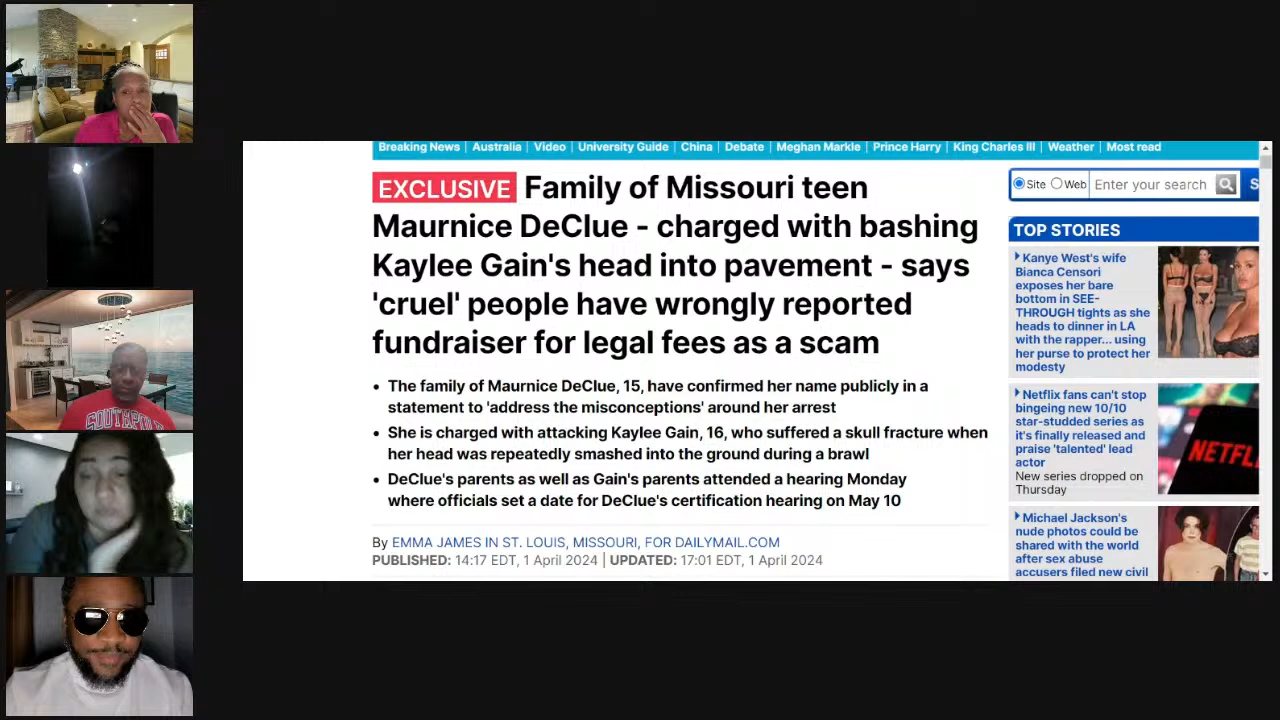 Breaking News | Australia | Video | University Guide | China | Debate | Meghan Markle | Prince Harry | King Charles III | Weather | Most read
EXCLUSIVE Family of Missouri teen
Maurnice DeClue - charged with bashing
Kaylee Gain's head into pavement - says
'cruel' people have wrongly reported
fundraiser for legal fees as a scam
• The family of Maurnice DeClue, 15, have confirmed her name publicly in a
statement to 'address the misconceptions' around her arrest
• She is charged with attacking Kaylee Gain, 16, who suffered a skull fracture when
her head was repeatedly smashed into the ground during a brawl
• DeClue's parents as well as Gain's parents attended a hearing Monday
where officials set a date for DeClue's certification hearing on May 10
By EMMA JAMES IN ST. LOUIS, MISSOURI, FOR DAILYMAIL.COM
PUBLISHED: 14:17 EDT, 1 April 2024 | UPDATED: 17:01 EDT, 1 April 2024
Site Web Enter your search S
TOP STORIES
Kanye West's wife
Bianca Censori
exposes her bare
bottom in SEE-
THROUGH tights as she
heads to dinner in LA
with the rapper... using
her purse to protect her
modesty
Netflix fans can't stop
bingeing new 10/10
star-studded series as
it's finally released and
praise 'talented' lead
actor
New series dropped on
Thursday
NETFL
Michael Jackson's
nude photos could be
shared with the world
after sex abuse
accusers filed new civil
SOUTHPOLE